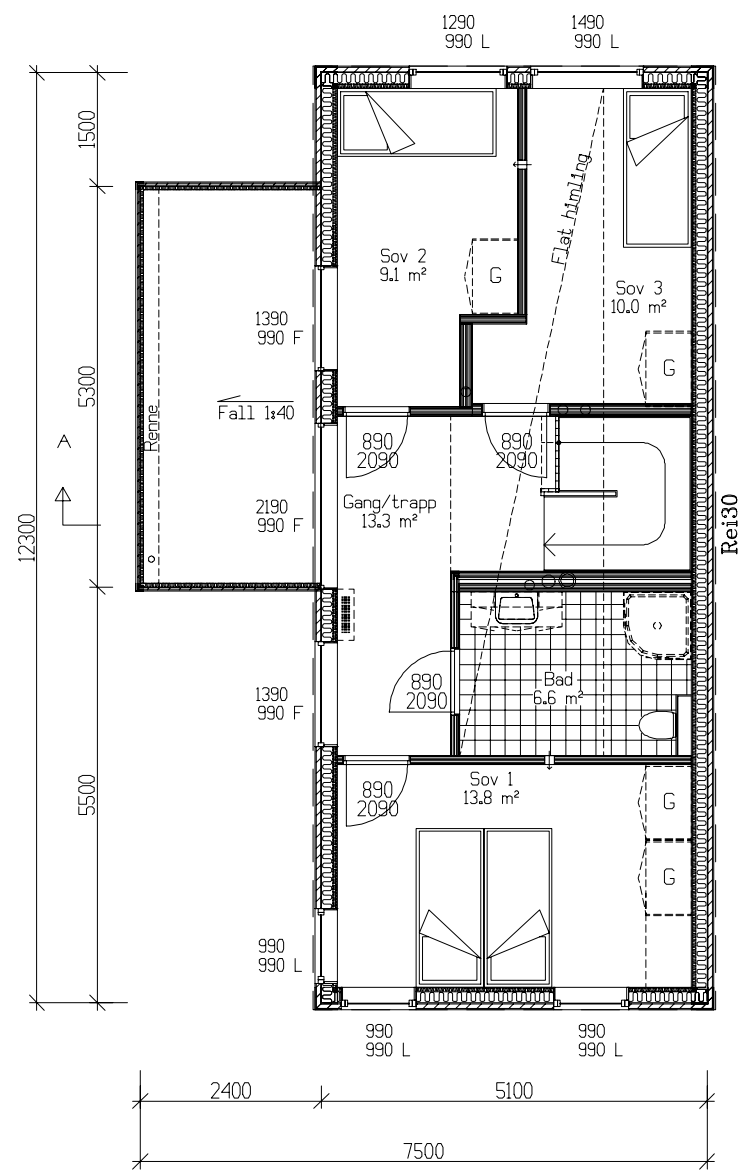 1290
990 L
1490
990 L
1500
Sov 2
9.1 m²
G
Flat himling
Sov 3
10.0 m²
G
1390
990 F
5300
Renne
Fall 1:40
890
2090
890
2090
A
2190
990 F
Gang/trapp
13.3 m²
12300
Rei30
1390
990 F
890
2090
Bad
6.6 m²
5500
890
2090
Sov 1
13.8 m²
G
G
990
990 L
990
990 L
990
990 L
2400
5100
7500